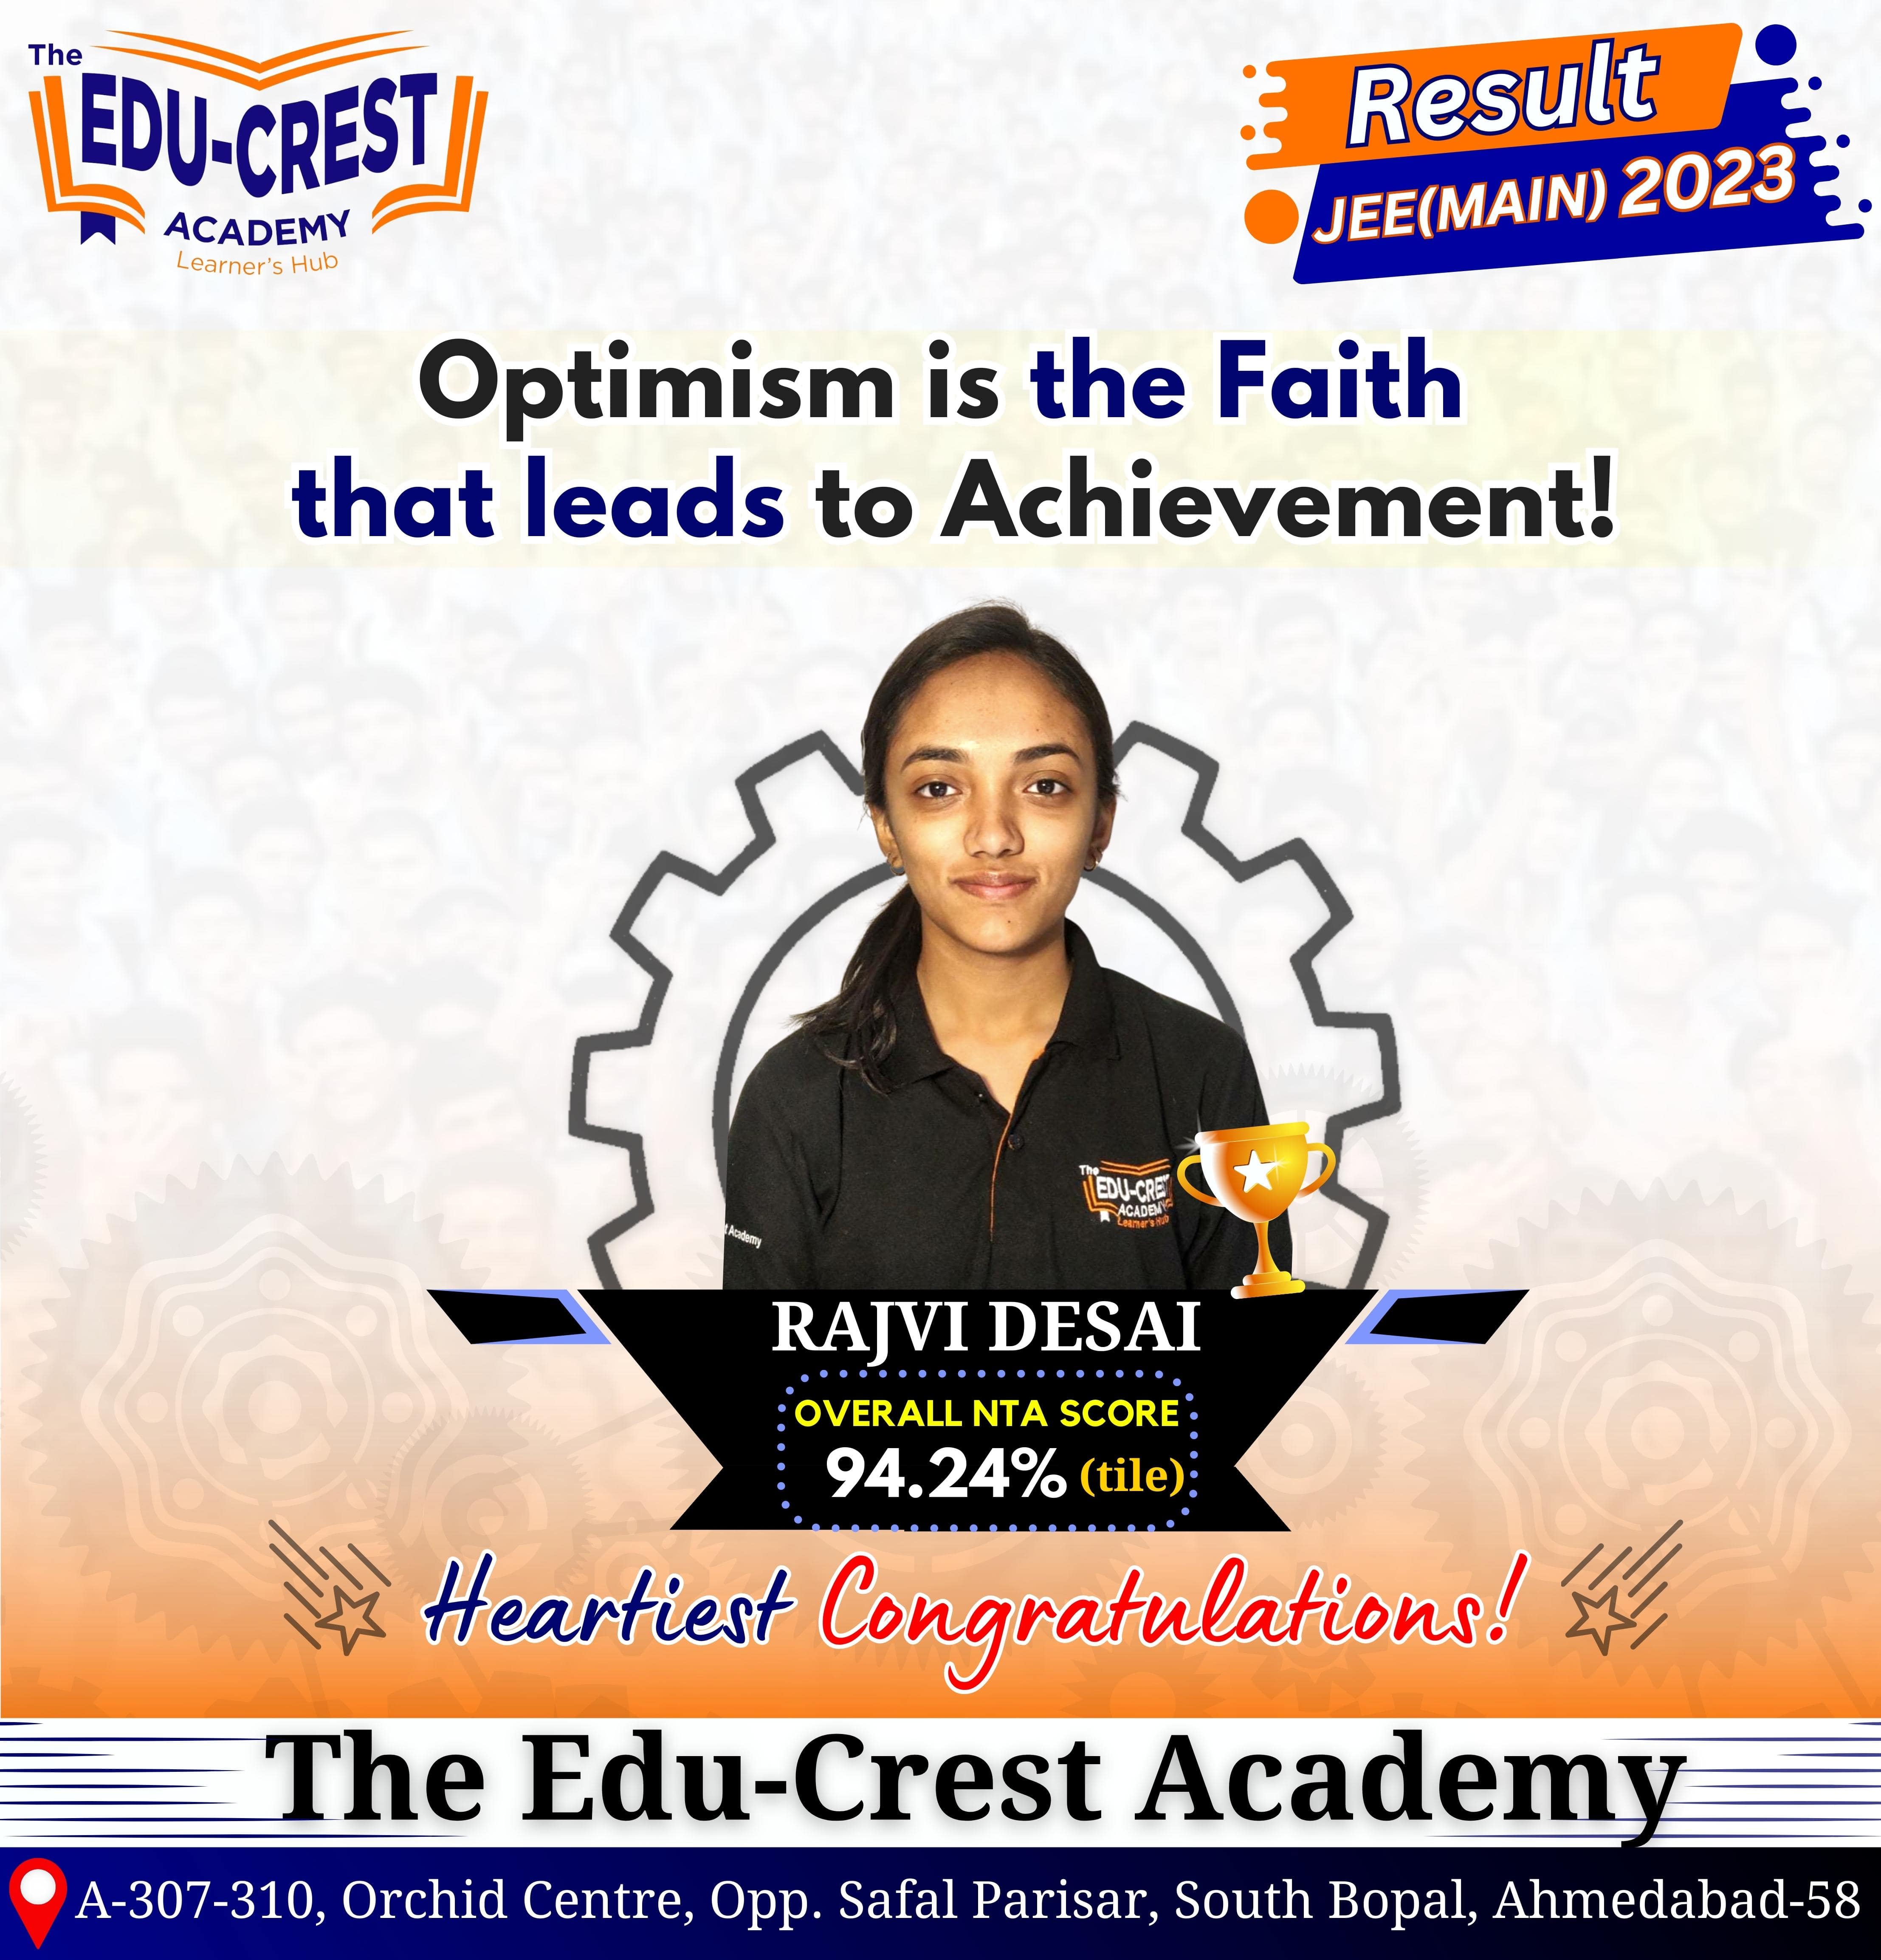 The
EDU-CREST
ACADEMY
Learner's Hub
Result
JEE(MAIN) 2023
Optimism is the Faith
that leads to Achievement!
The
EDU-CREST
ACADEMY
Learner's Hub
t Academy
RAJVI DESAI
OVERALL NTA SCORE
94.24% (tile)
Heartiest Congratulations!
The Edu-Crest Academy
A-307-310, Orchid Centre, Opp. Safal Parisar, South Bopal, Ahmedabad-58